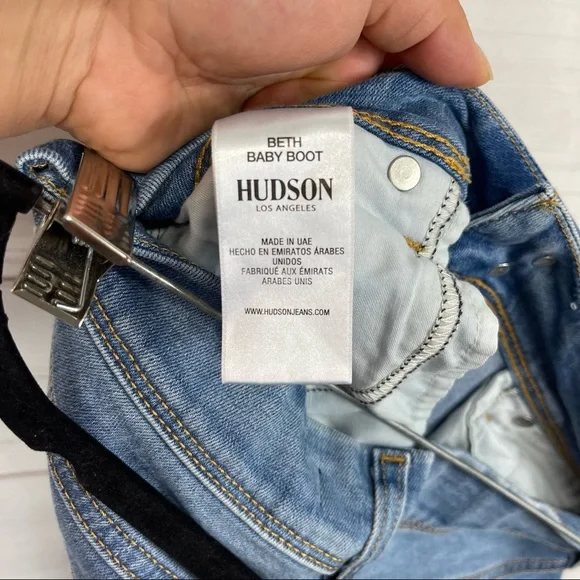 BETH
BABY BOOT
HUDSON
LOS ANGELES
MADE IN UAE
HECHO EN EMIRATOS ÁRABES
UNIDOS
FABRIQUÉ AUX ÉMIRATS
ARABES UNIS
WWW.HUDSONJEANS.COM